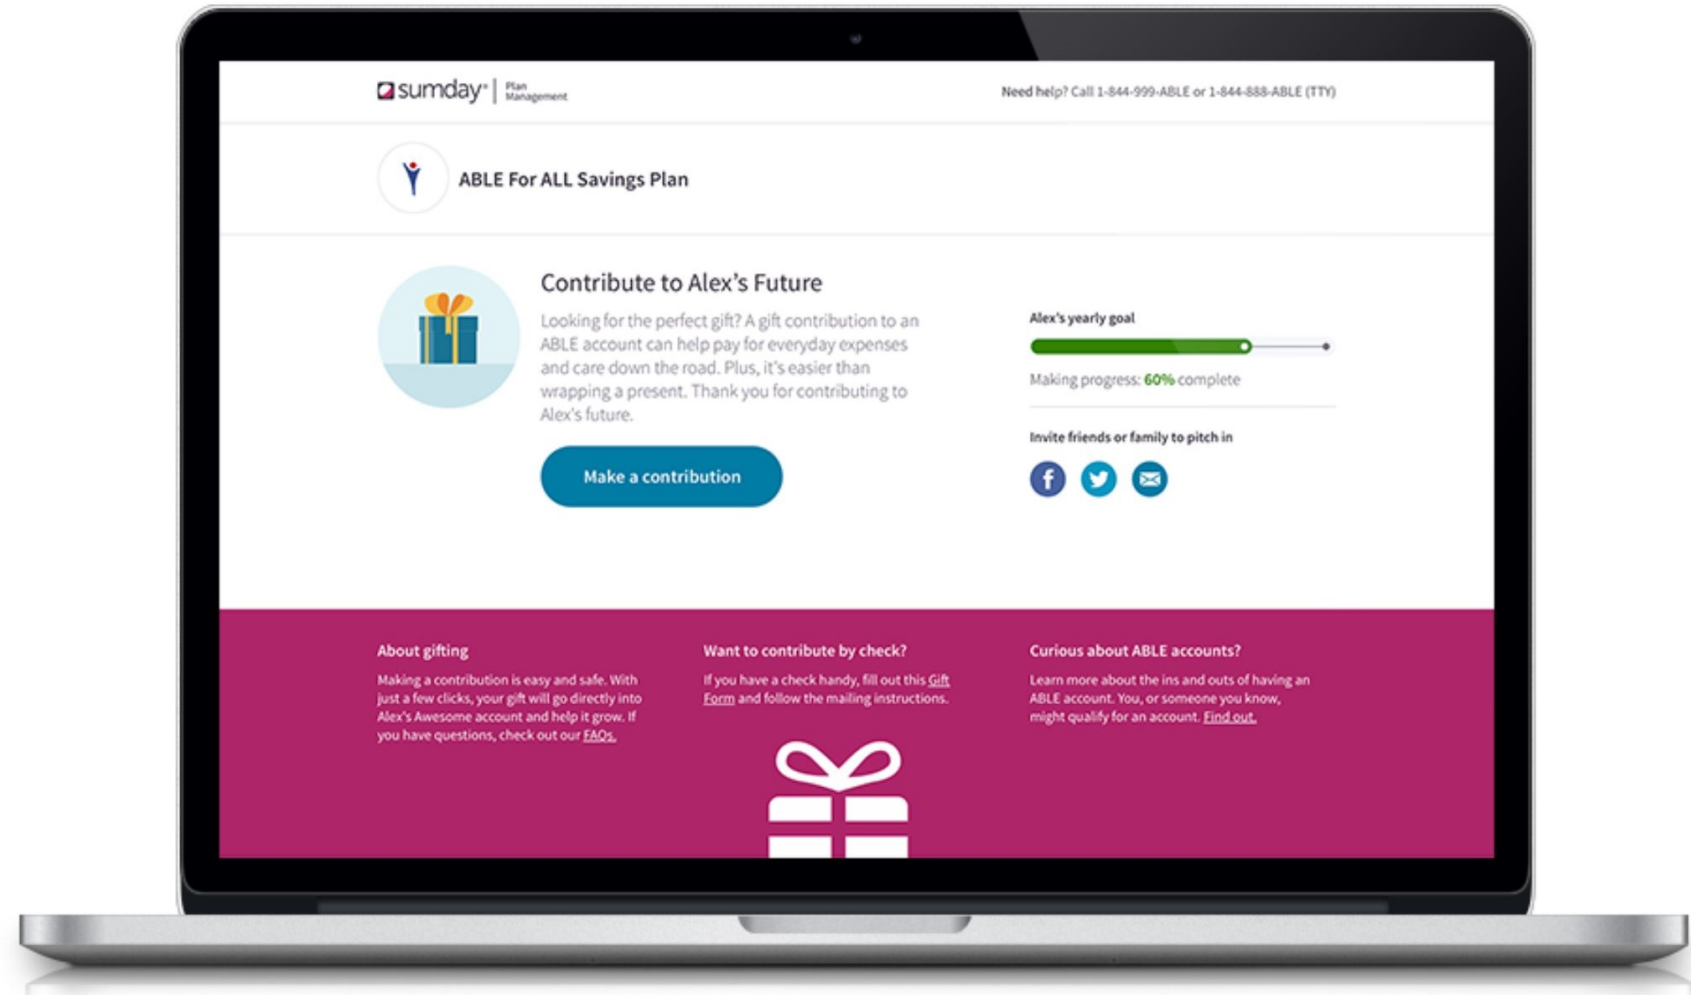 sumday® | Plan
Management
Need help? Call 1-844-999-ABLE or 1-844-888-ABLE (TTY)
ABLE For ALL Savings Plan
Contribute to Alex’s Future
Looking for the perfect gift? A gift contribution to an
ABLE account can help pay for everyday expenses
and care down the road. Plus, it’s easier than
wrapping a present. Thank you for contributing to
Alex’s future.
Make a contribution
Alex’s yearly goal
Making progress: 60% complete
Invite friends or family to pitch in
About gifting
Making a contribution is easy and safe. With
just a few clicks, your gift will go directly into
Alex’s Awesome account and help it grow. If
you have questions, check out our FAQs.
Want to contribute by check?
If you have a check handy, fill out this Gift
Form and follow the mailing instructions.
Curious about ABLE accounts?
Learn more about the ins and outs of having an
ABLE account. You, or someone you know,
might qualify for an account. Find out.